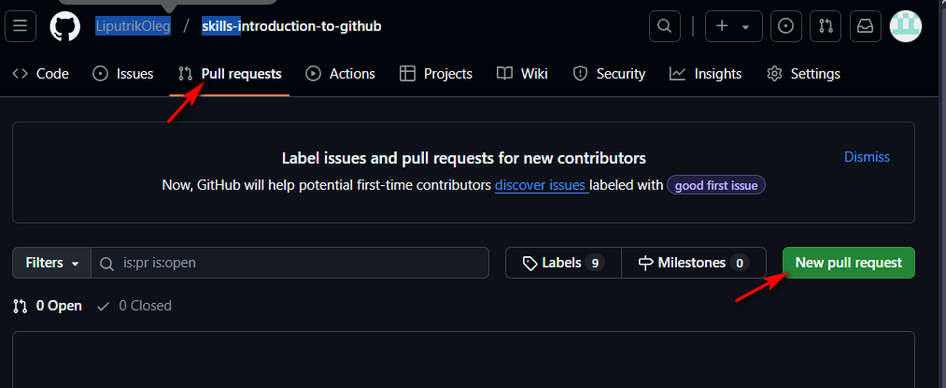 LiputrikOleg / skills-introduction-to-github
Code Issues Pull requests Actions Projects Wiki Security Insights Settings
Label issues and pull requests for new contributors
Dismiss
Now, GitHub will help potential first-time contributors discover issues labeled with good first issue
Filters is:pr is:open Labels 9 Milestones 0 New pull request
0 Open 0 Closed